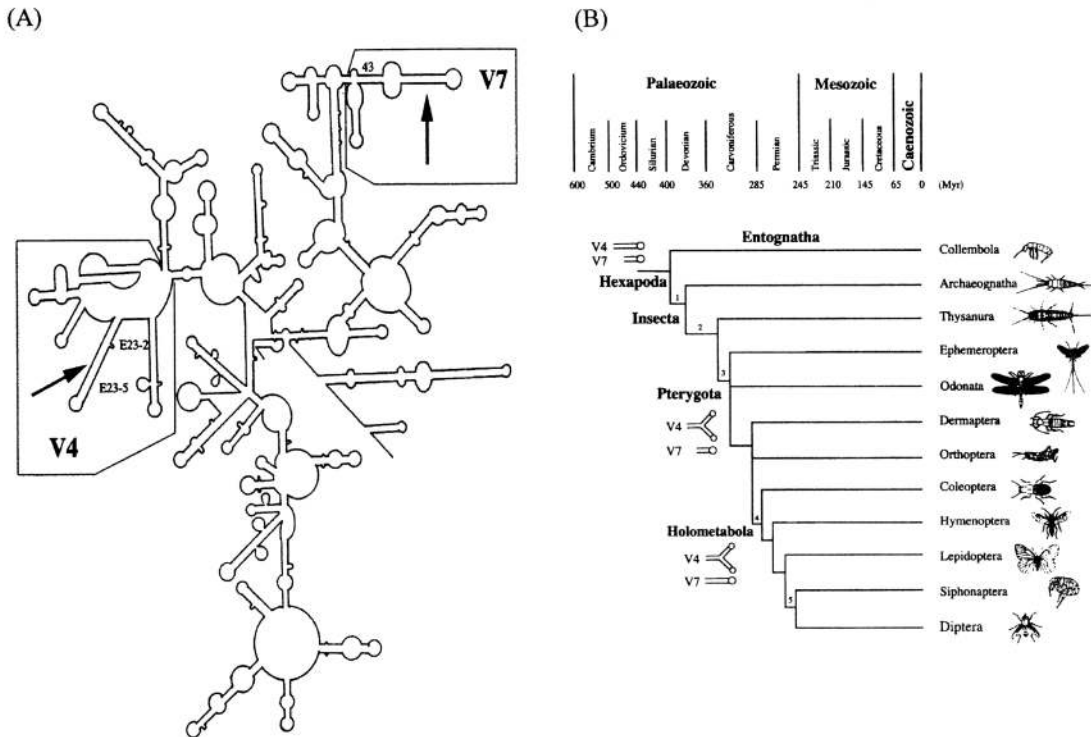 (A)
(B)
43
V7
E23-2
E23-5
V4
Palaeozoic
Mesozoic
Caenozoic
Cambrium
Ordovicium
Silurian
Devonian
Carvoniferous
Permian
Triassic
Jurassic
Cretaceous
600 500 440 400 360 285 245 210 145 65 0 (Myr)
Entognatha
V4
V7
Collembola
Hexapoda
Archaeognatha
1
Insecta
Thysanura
2
Ephemeroptera
3
Odonata
Pterygota
V4
Dermaptera
V7
Orthoptera
Coleoptera
4
Hymenoptera
Holometabola
V4
Lepidoptera
V7
Siphonaptera
5
Diptera